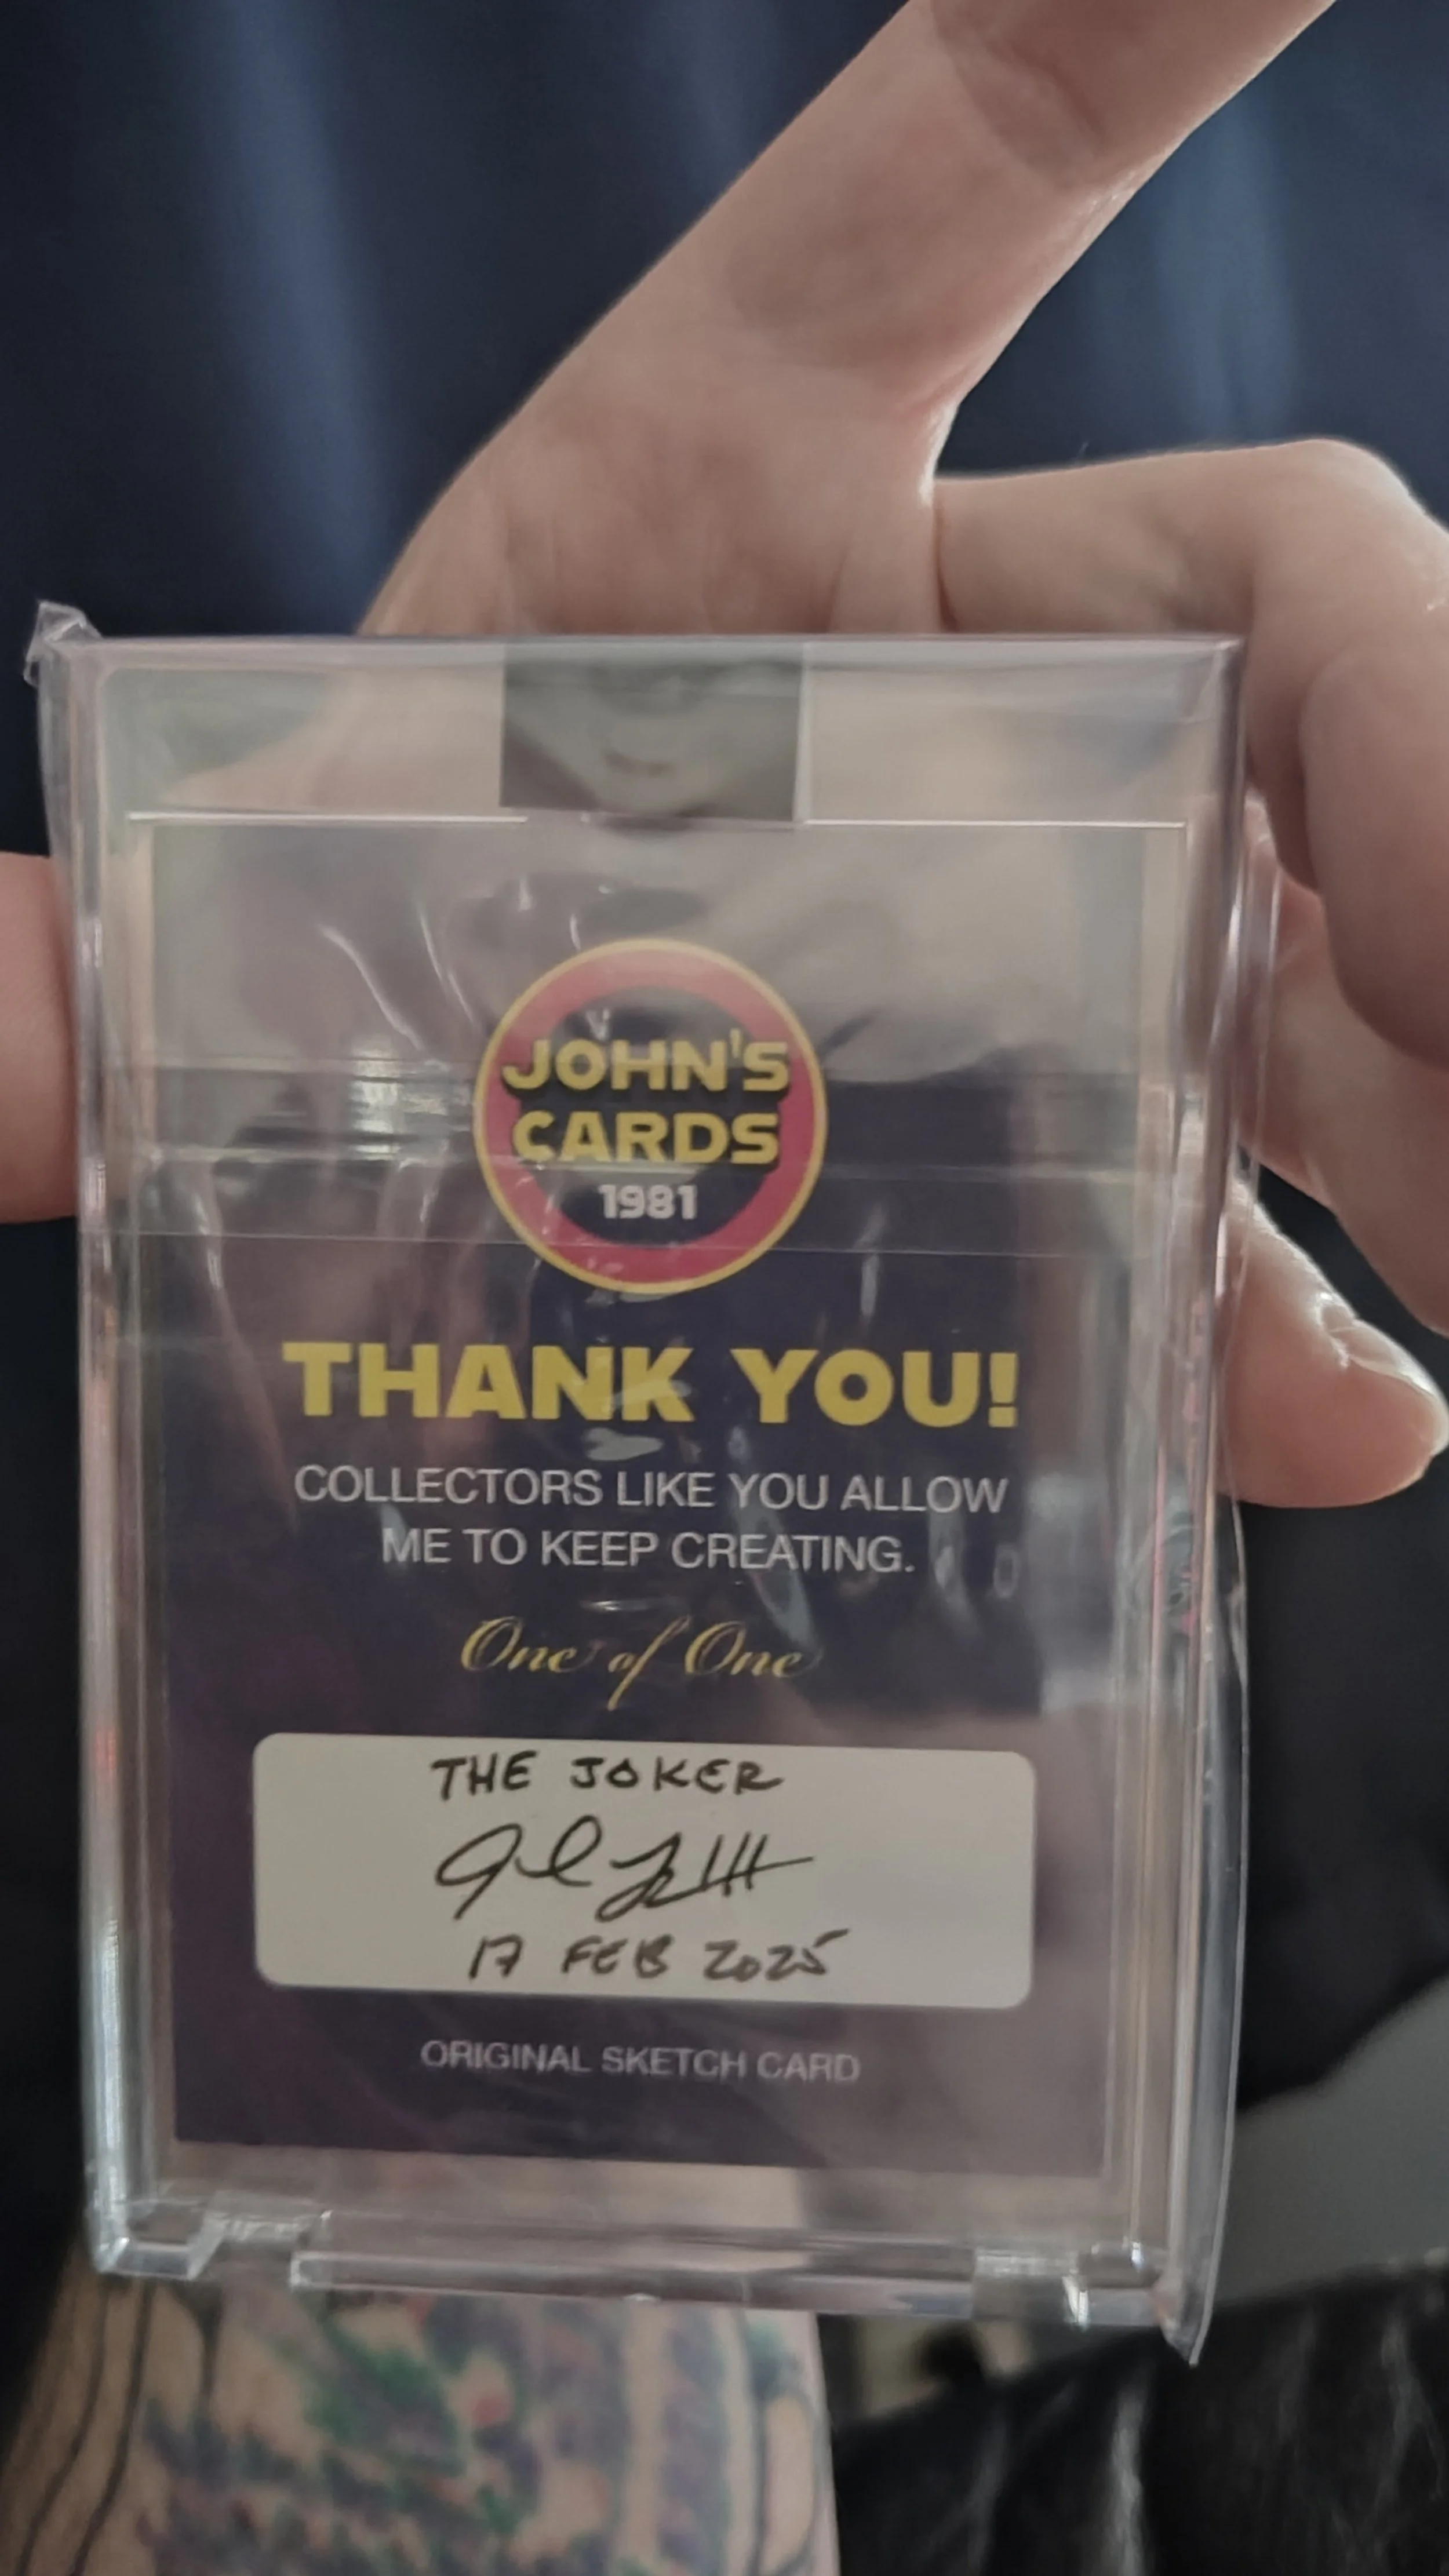 JOHN'S
CARDS
1981
THANK YOU!
COLLECTORS LIKE YOU ALLOW
ME TO KEEP CREATING.
One of One
THE JOKER
17 FEB 2025
ORIGINAL SKETCH CARD